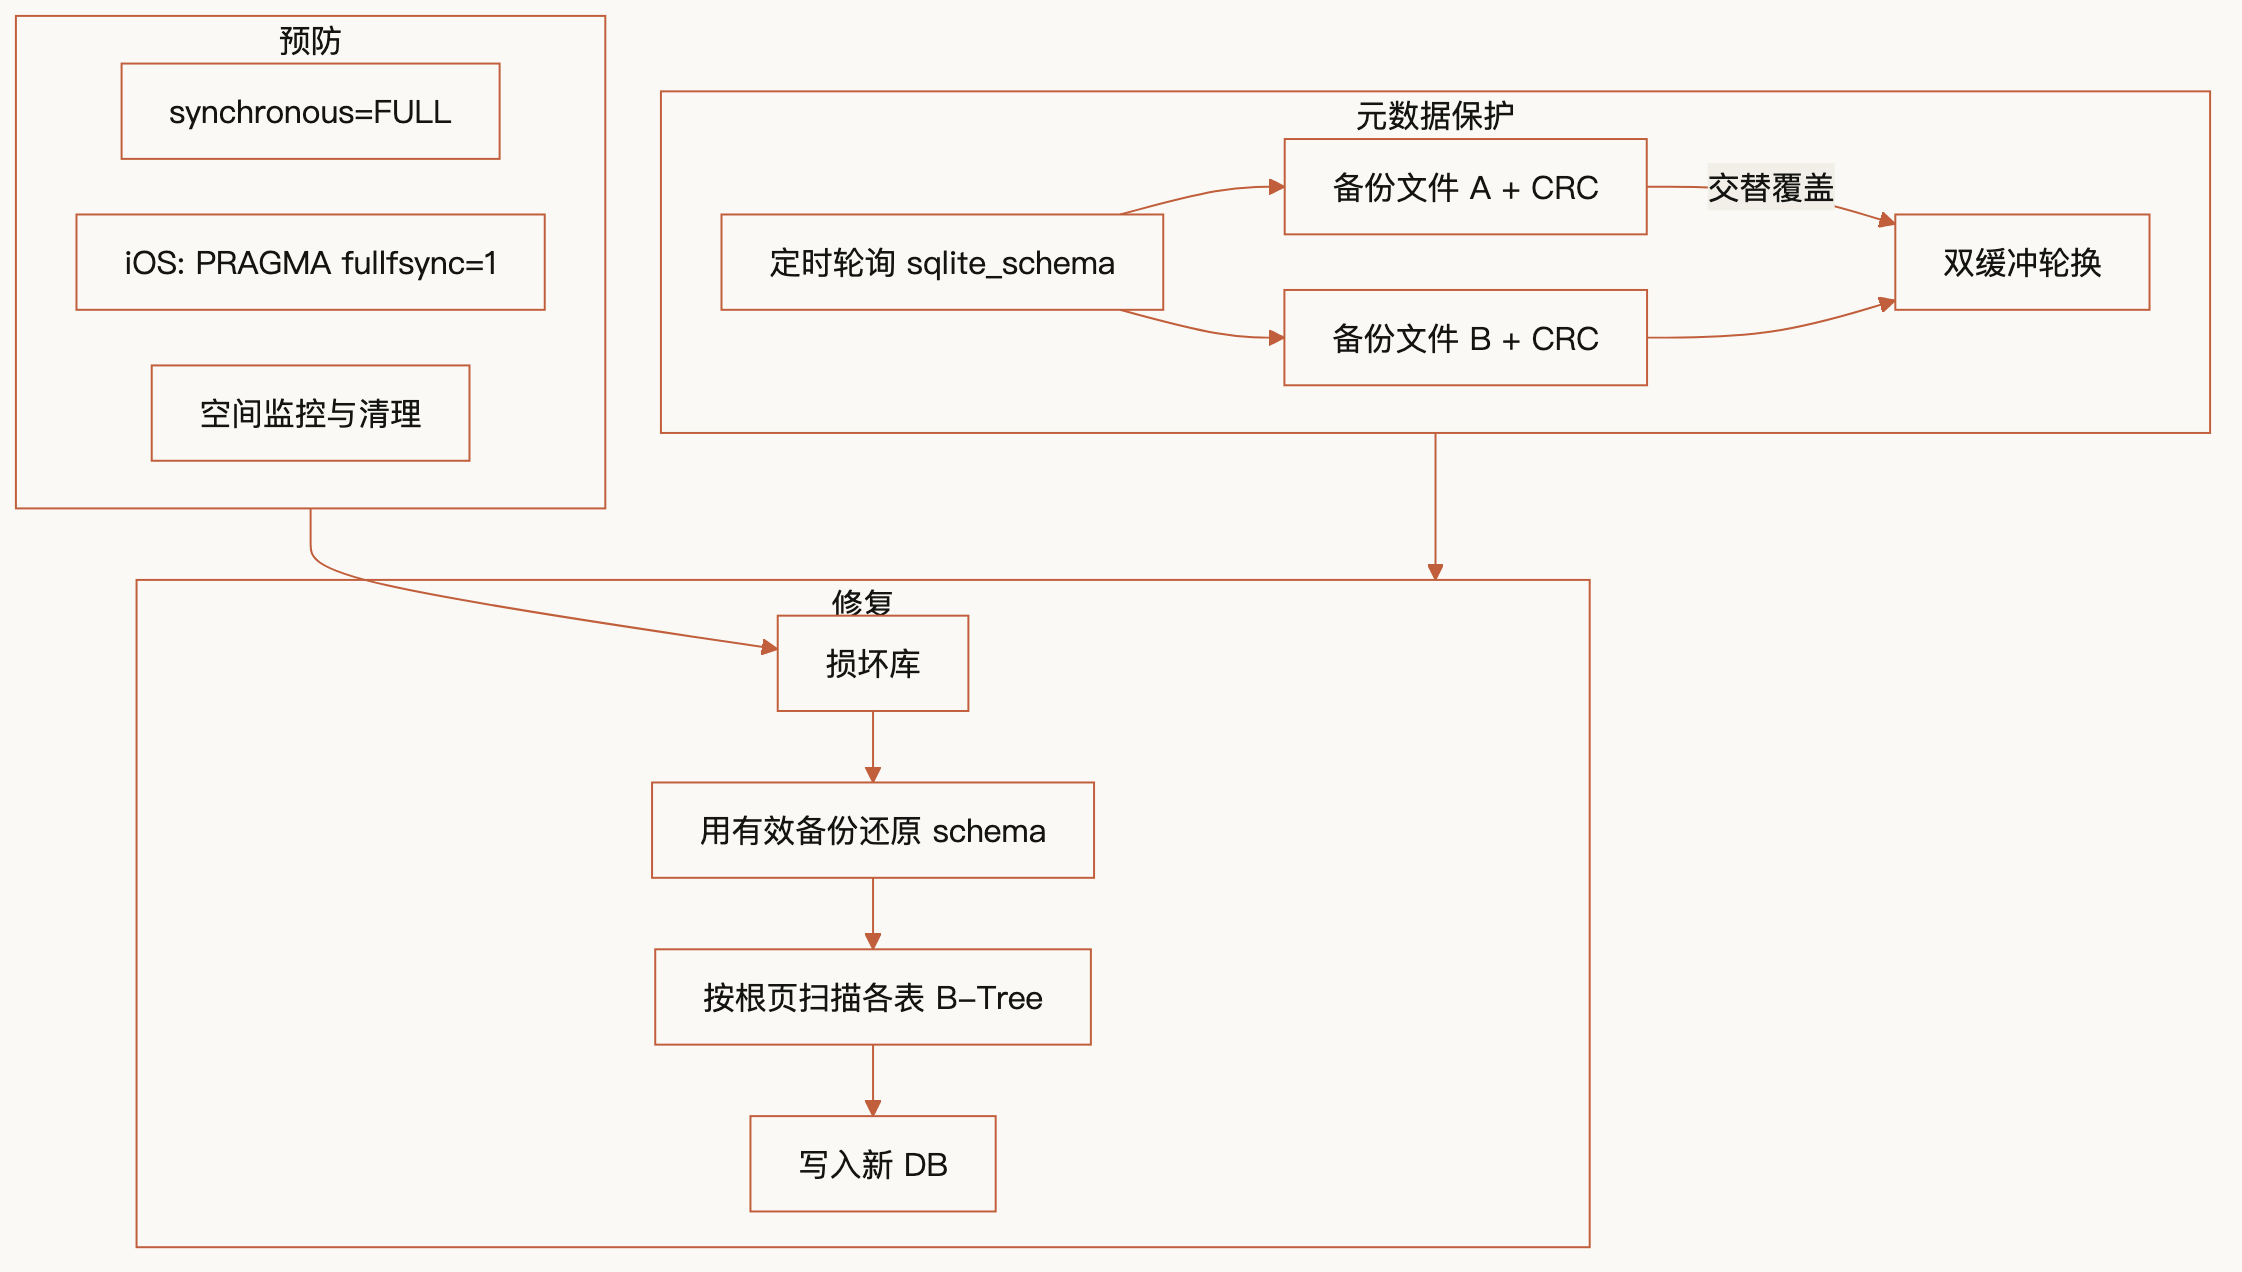 预防
synchronous=FULL
iOS: PRAGMA fullfsync=1
空间监控与清理
元数据保护
定时轮询 sqlite_schema
备份文件 A + CRC
备份文件 B + CRC
交替覆盖
双缓冲轮换
修复
损坏库
用有效备份还原 schema
按根页扫描各表 B-Tree
写入新 DB